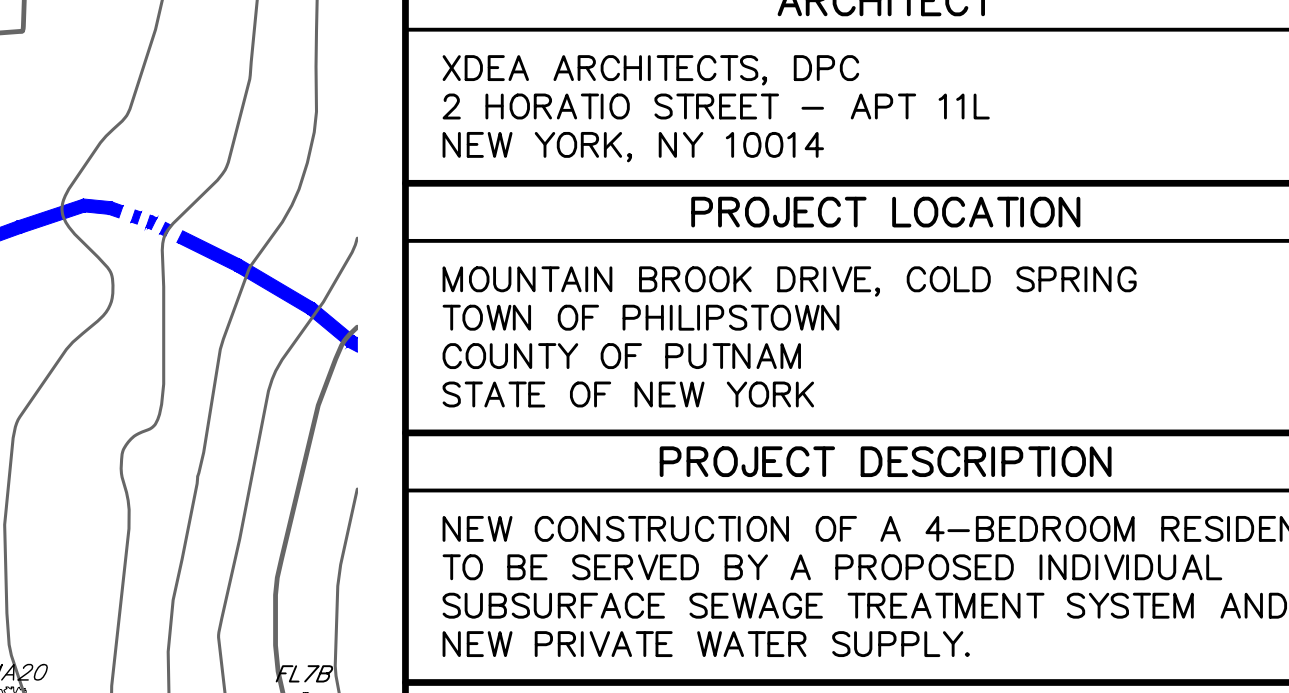 ARCHITECT
XDEA ARCHITECTS, DPC
2 HORATIO STREET – APT 11L
NEW YORK, NY 10014
PROJECT LOCATION
MOUNTAIN BROOK DRIVE, COLD SPRING
TOWN OF PHILIPSTOWN
COUNTY OF PUTNAM
STATE OF NEW YORK
PROJECT DESCRIPTION
NEW CONSTRUCTION OF A 4–BEDROOM RESIDEN
TO BE SERVED BY A PROPOSED INDIVIDUAL
SUBSURFACE SEWAGE TREATMENT SYSTEM AND
NEW PRIVATE WATER SUPPLY.
FL7B